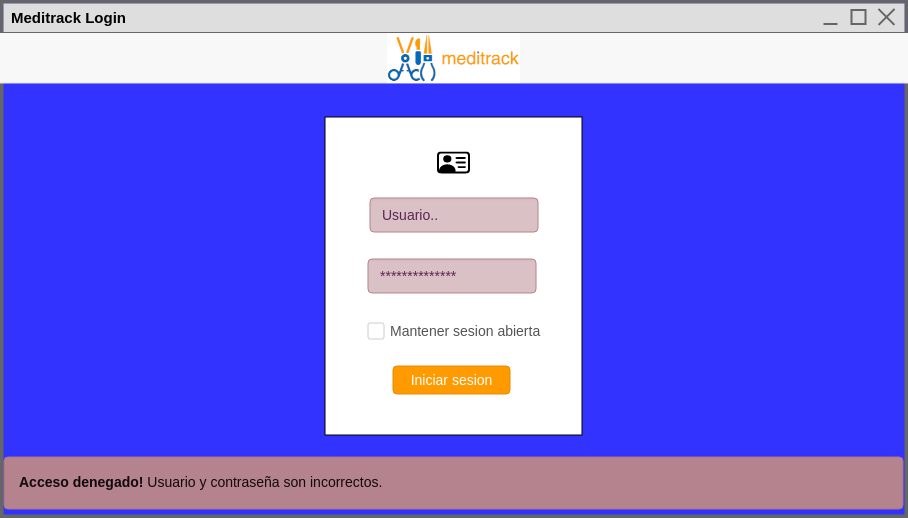 Meditrack Login
meditrack
Usuario..
**************
Mantener sesion abierta
Iniciar sesion
Acceso denegado! Usuario y contraseña son incorrectos.